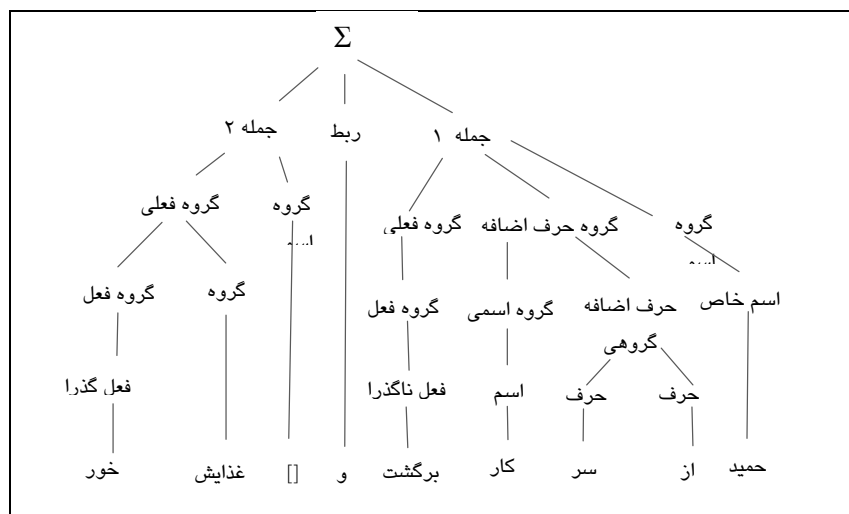 Σ
جمله ۱ ربط جمله ۲
گروه گروه حرف اضافه گروه فعلی گروه گروه فعلی
اسم خاص حرف اضافه گروهی گروه اسمی گروه فعل گروه گروه فعل
حرف حرف اسم فعل ناگذرا فعل گذرا
حمید از سر کار برگشت و [] غذایش خور